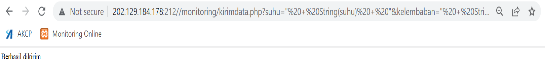 Not secure 202.129.184.178:212//monitoring/kirimdata.php?suhu="%20+%20String(suhu)%20+%20"&kelembaban="%20+%20Stri...
AKCP Monitoring Online
Berhasil dikirim